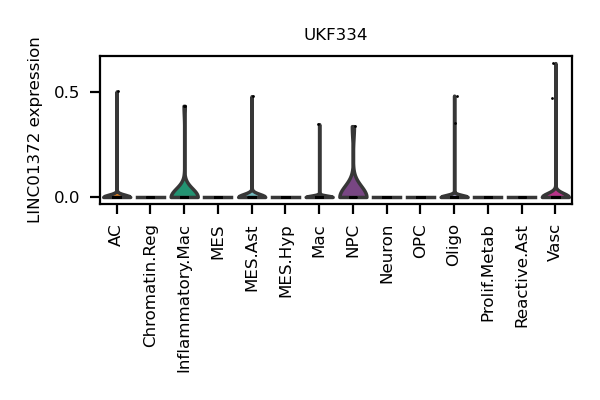 UKF334
LINC01372 expression
0.5
0.0
AC
Chromatin.Reg
Inflammatory.Mac
MES
MES.Ast
MES.Hyp
Mac
NPC
Neuron
OPC
Oligo
Prolif.Metab
Reactive.Ast
Vasc